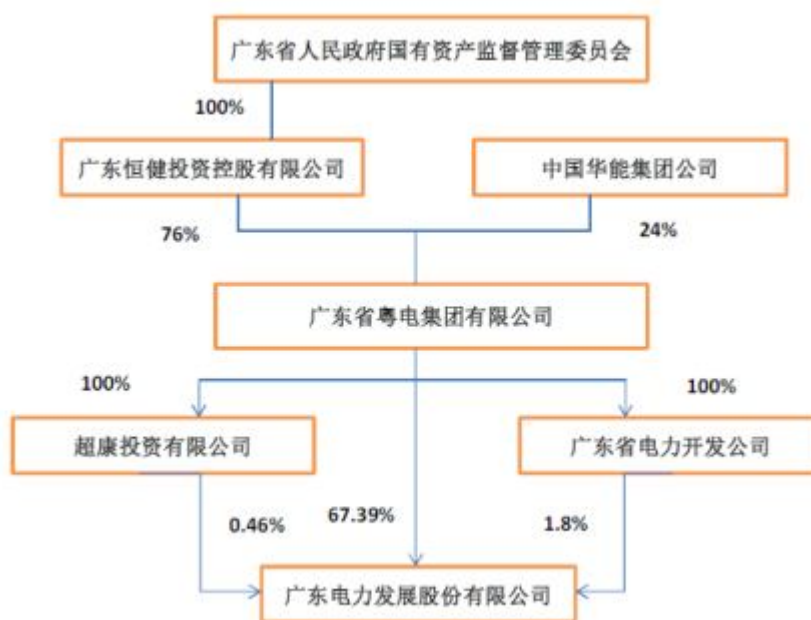 广东省人民政府国有资产监督管理委员会
100%
广东恒健投资控股有限公司
中国华能集团公司
76%
24%
广东省粤电集团有限公司
100%
100%
超康投资有限公司
广东省电力开发公司
0.46%
67.39%
1.8%
广东电力发展股份有限公司